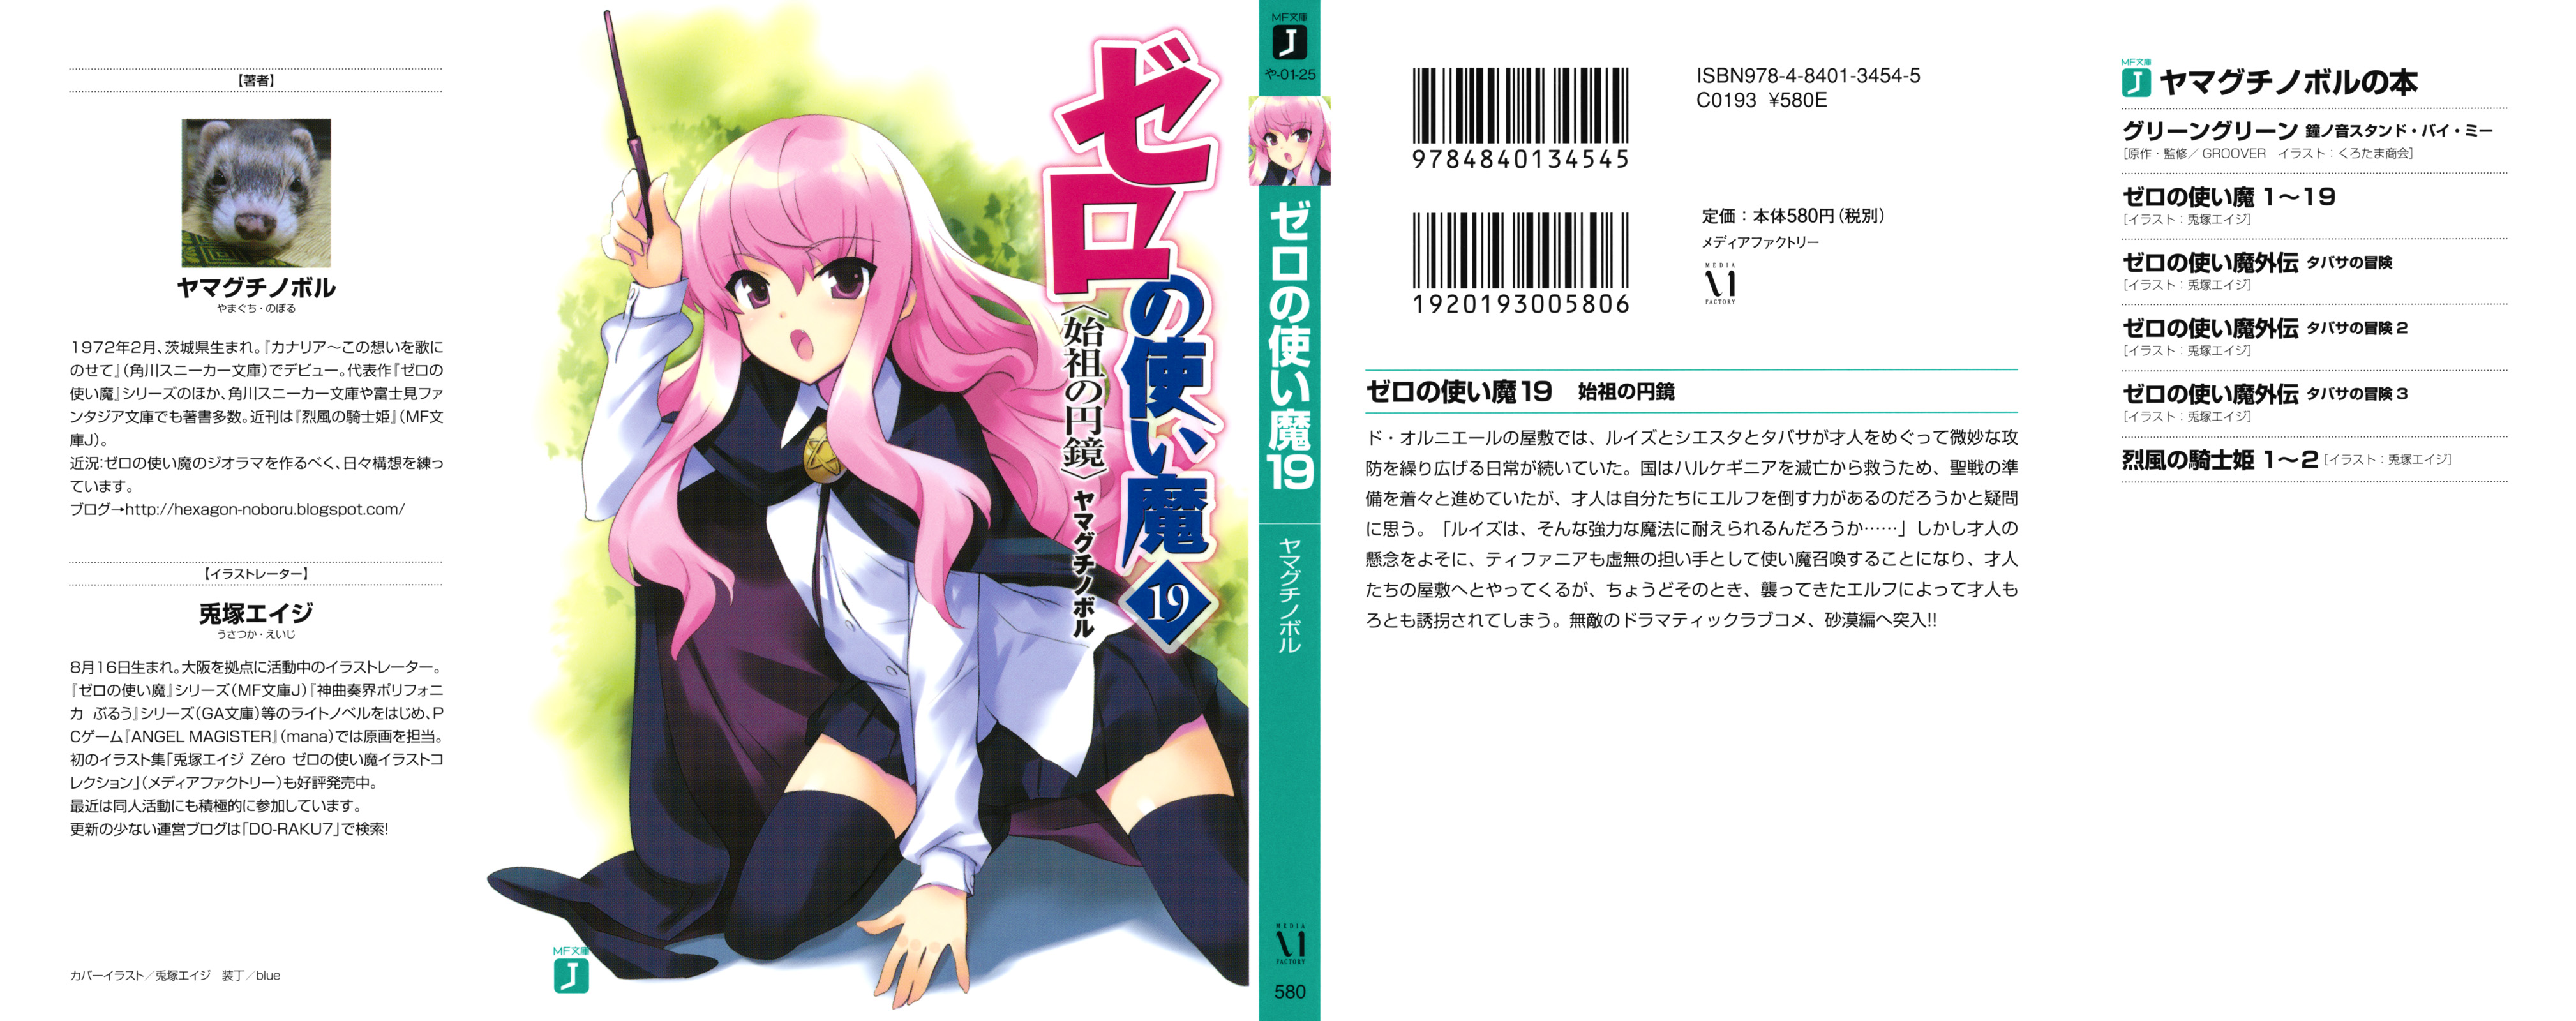 【著者】
ヤマグチノボル
やまぐち・のぼる
1972年2月、茨城県生まれ。『カナリア～この想いを歌に
のせて』(角川スニーカー文庫)でデビュー。代表作『ゼロの
使い魔』シリーズのほか、角川スニーカー文庫や富士見ファ
ンタジア文庫でも著書多数。近刊は『烈風の騎士姫』(MF文
庫J)。
近況:ゼロの使い魔のジオラマを作るべく、日々構想を練っ
ています。
ブログ→http://hexagon-noboru.blogspot.com/
【イラストレーター】
兎塚エイジ
うさつか・えいじ
8月16日生まれ。大阪を拠点に活動中のイラストレーター。
『ゼロの使い魔』シリーズ(MF文庫J)『神曲奏界ポリフォニ
カ ぶるう』シリーズ(GA文庫)等のライトノベルをはじめ、P
Cゲーム『ANGEL MAGISTER』(mana)では原画を担当。
初のイラスト集「兎塚エイジ Zéro ゼロの使い魔イラストコ
レクション」(メディアファクトリー)も好評発売中。
最近は同人活動にも積極的に参加しています。
更新の少ない運営ブログは「DO-RAKU7」で検索!
カバーイラスト／兎塚エイジ 装丁／blue
ゼロの使い魔
19
〈始祖の円鏡〉
ヤマグチノボル
MF文庫
J
MF文庫
J
や-01-25
ゼロの使い魔19
ヤマグチノボル
MEDIA
FACTORY
580
9784840134545
1920193005806
ISBN978-4-8401-3454-5
C0193 ¥580E
定価：本体580円(税別)
メディアファクトリー
MEDIA
FACTORY
ゼロの使い魔19 始祖の円鏡
ド・オルニエールの屋敷では、ルイズとシエスタとタバサが才人をめぐって微妙な攻
防を繰り広げる日常が続いていた。国はハルケギニアを滅亡から救うため、聖戦の準
備を着々と進めていたが、才人は自分たちにエルフを倒す力があるのだろうかと疑問
に思う。「ルイズは、そんな強力な魔法に耐えられるんだろうか……」しかし才人の
懸念をよそに、ティファニアも虚無の担い手として使い魔召喚することになり、才人
たちの屋敷へとやってくるが、ちょうどそのとき、襲ってきたエルフによって才人も
ろとも誘拐されてしまう。無敵のドラマティックラブコメ、砂漠編へ突入!!
MF文庫
J ヤマグチノボルの本
グリーングリーン 鐘ノ音スタンド・バイ・ミー
[原作・監修／GROOVER イラスト：くろたま商会]
ゼロの使い魔 1～19
[イラスト：兎塚エイジ]
ゼロの使い魔外伝 タバサの冒険
[イラスト：兎塚エイジ]
ゼロの使い魔外伝 タバサの冒険 2
[イラスト：兎塚エイジ]
ゼロの使い魔外伝 タバサの冒険 3
[イラスト：兎塚エイジ]
烈風の騎士姫 1～2 [イラスト：兎塚エイジ]